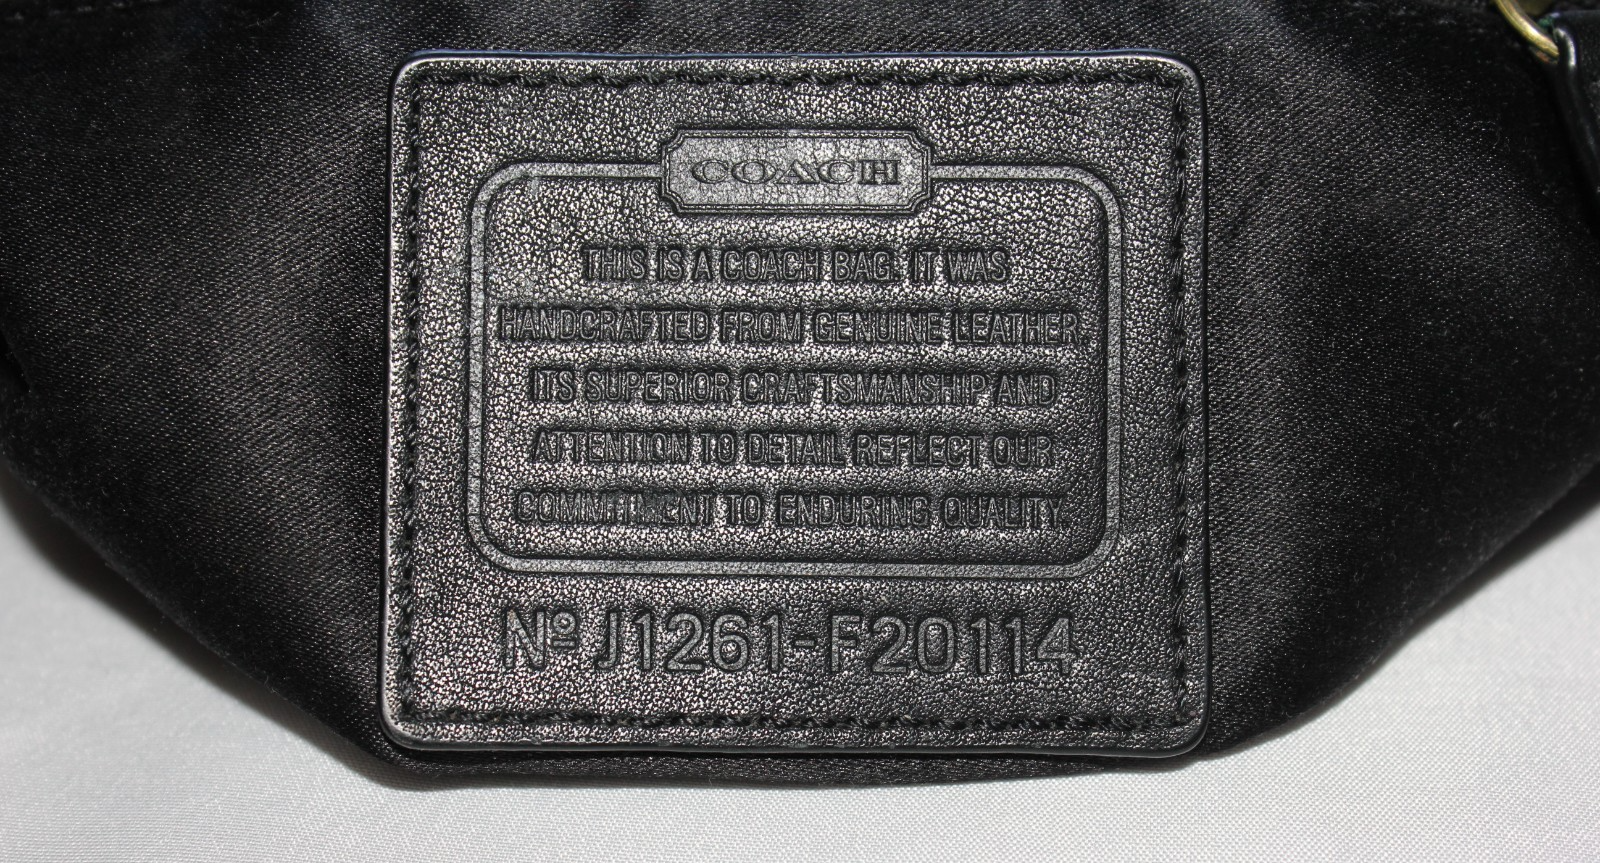 COACH
THIS IS A COACH BAG. IT WAS
HANDCRAFTED FROM GENUINE LEATHER.
ITS SUPERIOR CRAFTSMANSHIP AND
ATTENTION TO DETAIL REFLECT OUR
COMMITMENT TO ENDURING QUALITY.
Nº J1261-F20114